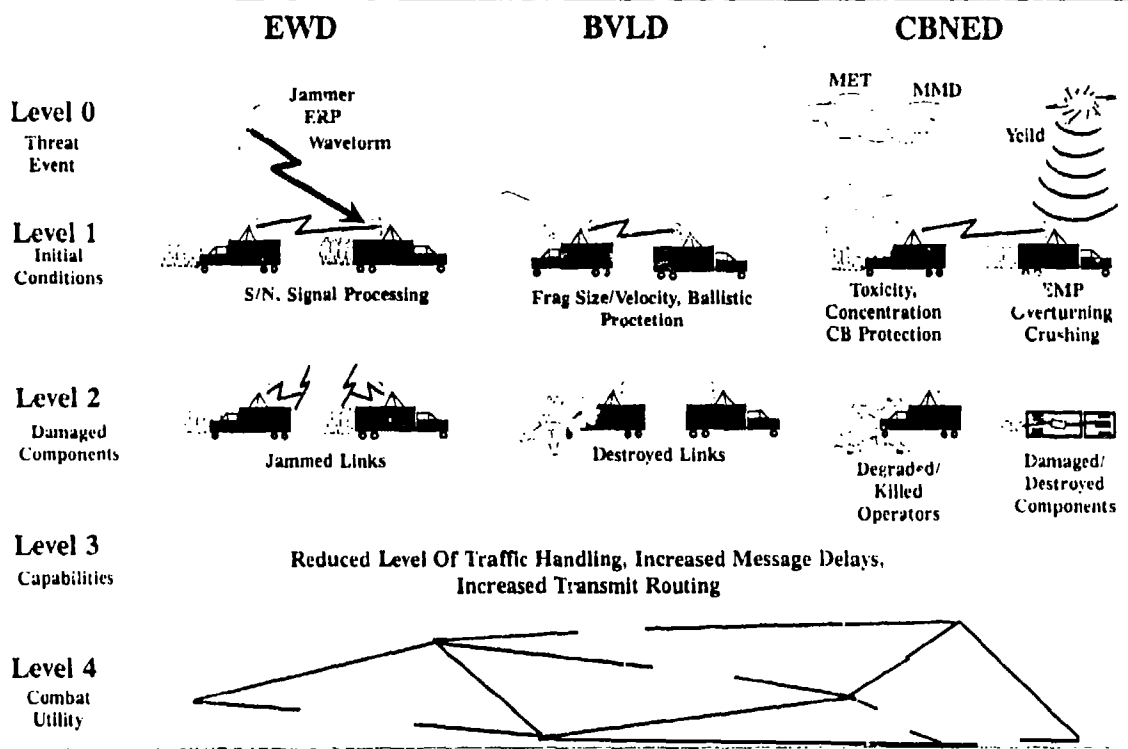 EWD BVLD CBNED
Level 0
Threat
Event
Jammer
ERP
Waveform
MET
MMD
Yeild
Level 1
Initial
Conditions
S/N, Signal Processing
Frag Size/Velocity, Ballistic
Proctetion
Toxicity,
Concentration
CB Protection
EMP
Overturning
Crushing
Level 2
Damaged
Components
Jammed Links
Destroyed Links
Degraded/
Killed
Operators
Damaged/
Destroyed
Components
Level 3
Capabilities
Reduced Level Of Traffic Handling, Increased Message Delays,
Increased Transmit Routing
Level 4
Combat
Utility